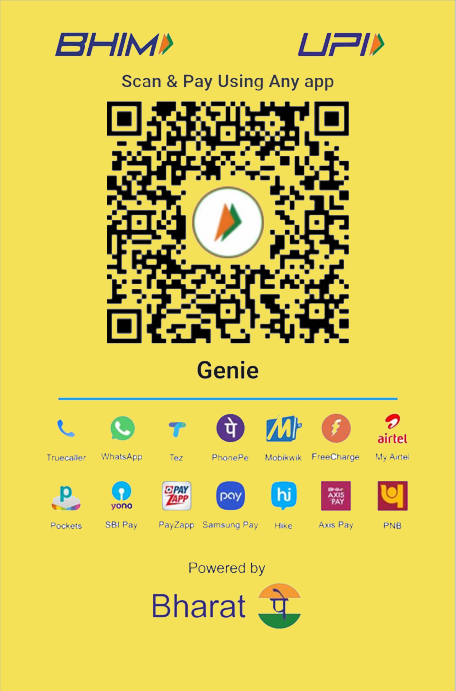 BHIM UPI
Scan & Pay Using Any app
Genie
Truecaller WhatsApp Tez PhonePe Mobikwik FreeCharge My Airtel
पे M airtel
Pockets SBI Pay PayZapp Samsung Pay Hike Axis Pay PNB
p yono PAY ZAPP pay hi AXIS PAY
Powered by
Bharat पे